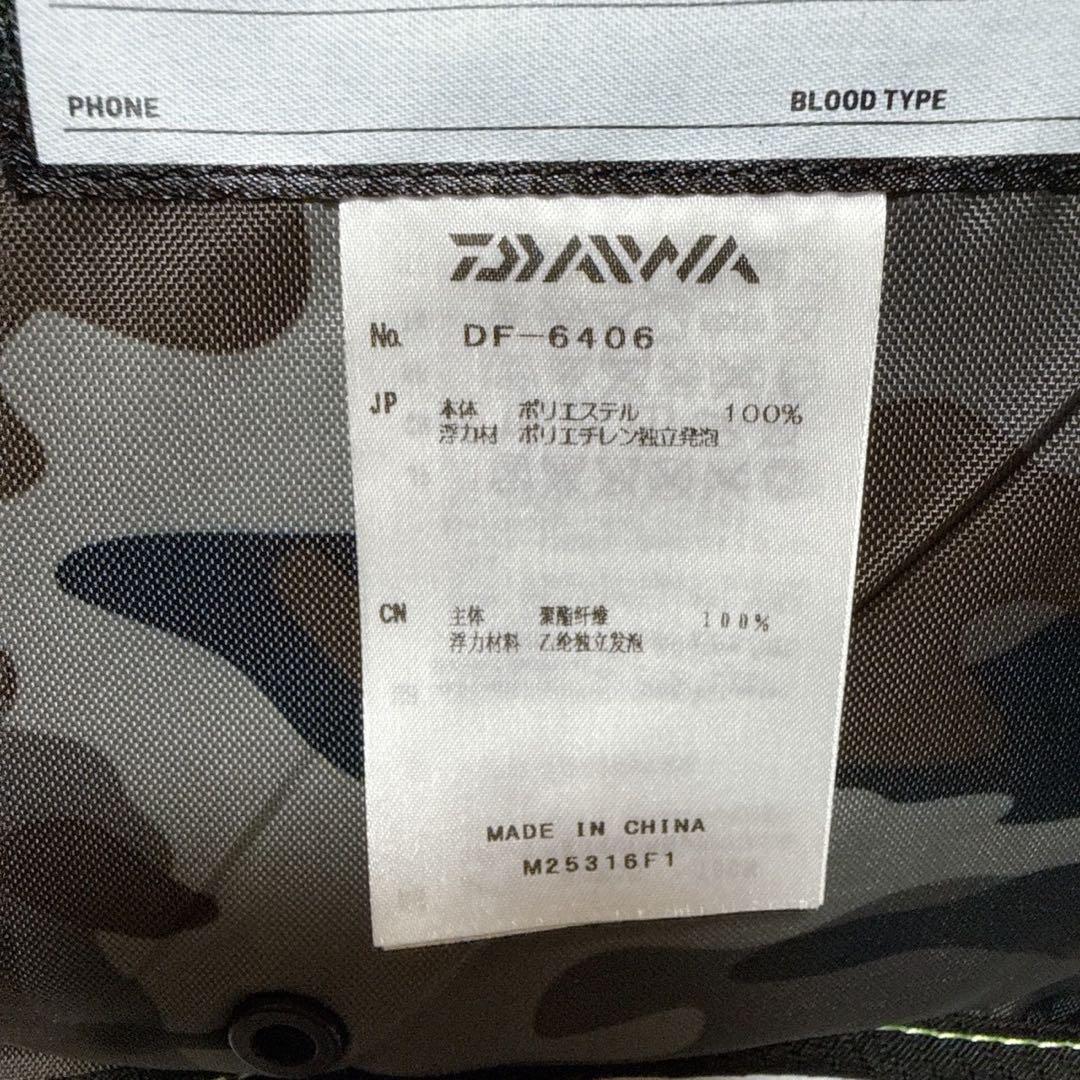 PHONE BLOOD TYPE
DAIWA
No. DF-6406
JP 本体 ポリエステル 100%
浮力材 ポリエチレン独立発泡
CN 主体 聚酯纤维 100%
浮力材料 乙纶独立发泡
MADE IN CHINA
M25316F1